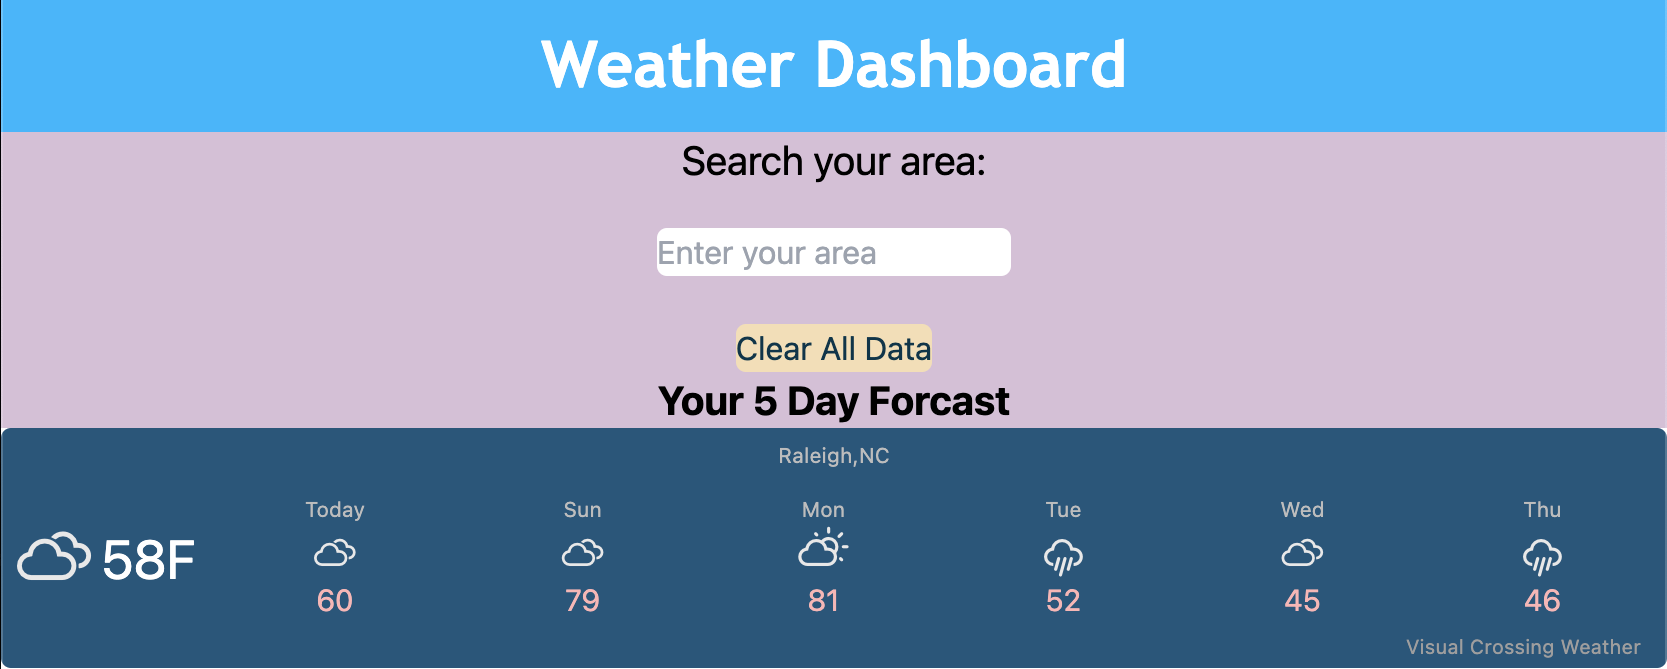 Weather Dashboard
Search your area:
Enter your area
Clear All Data
Your 5 Day Forcast
Raleigh,NC
Today Sun Mon Tue Wed Thu
58F
60 79 81 52 45 46
Visual Crossing Weather